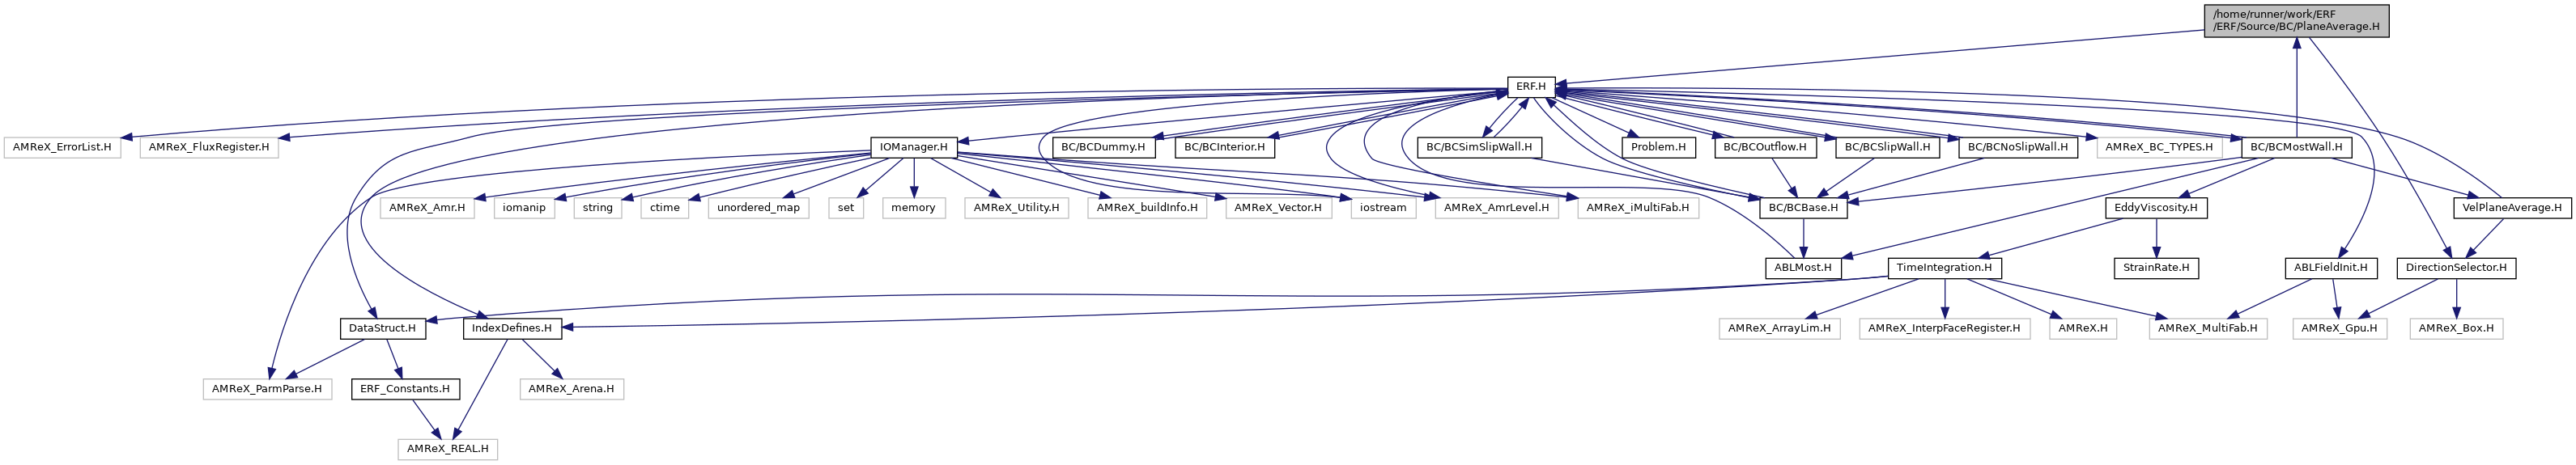 /home/runner/work/ERF
/ERF/Source/BC/PlaneAverage.H
ERF.H
AMReX_ErrorList.H
AMReX_FluxRegister.H
IOManager.H
BC/BCDummy.H
BC/BCInterior.H
BC/BCSimSlipWall.H
Problem.H
BC/BCOutflow.H
BC/BCSlipWall.H
BC/BCNoSlipWall.H
AMReX_BC_TYPES.H
BC/BCMostWall.H
AMReX_Amr.H
iomanip
string
ctime
unordered_map
set
memory
AMReX_Utility.H
AMReX_buildInfo.H
AMReX_Vector.H
iostream
AMReX_AmrLevel.H
AMReX_iMultiFab.H
BC/BCBase.H
EddyViscosity.H
VelPlaneAverage.H
ABLMost.H
TimeIntegration.H
StrainRate.H
ABLFieldInit.H
DirectionSelector.H
DataStruct.H
IndexDefines.H
AMReX_ArrayLim.H
AMReX_InterpFaceRegister.H
AMReX.H
AMReX_MultiFab.H
AMReX_Gpu.H
AMReX_Box.H
AMReX_ParmParse.H
ERF_Constants.H
AMReX_Arena.H
AMReX_REAL.H